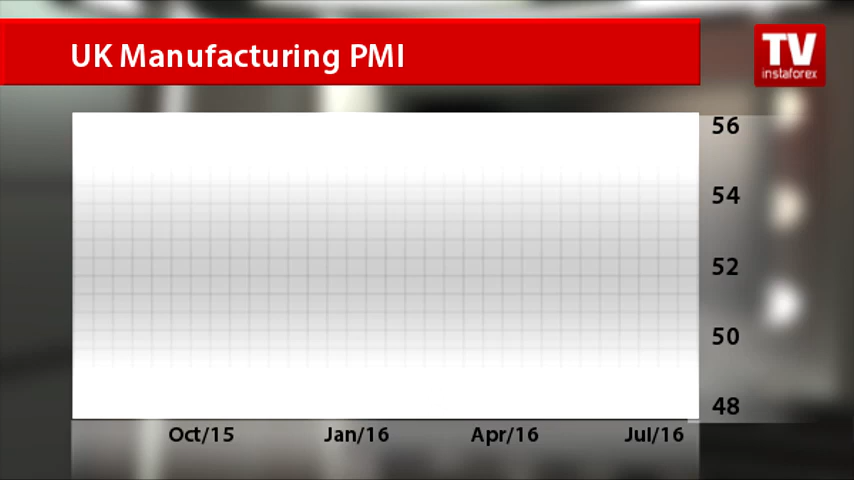 UK Manufacturing PMI
TV
instaforex
56
54
52
50
48
Oct/15 Jan/16 Apr/16 Jul/16